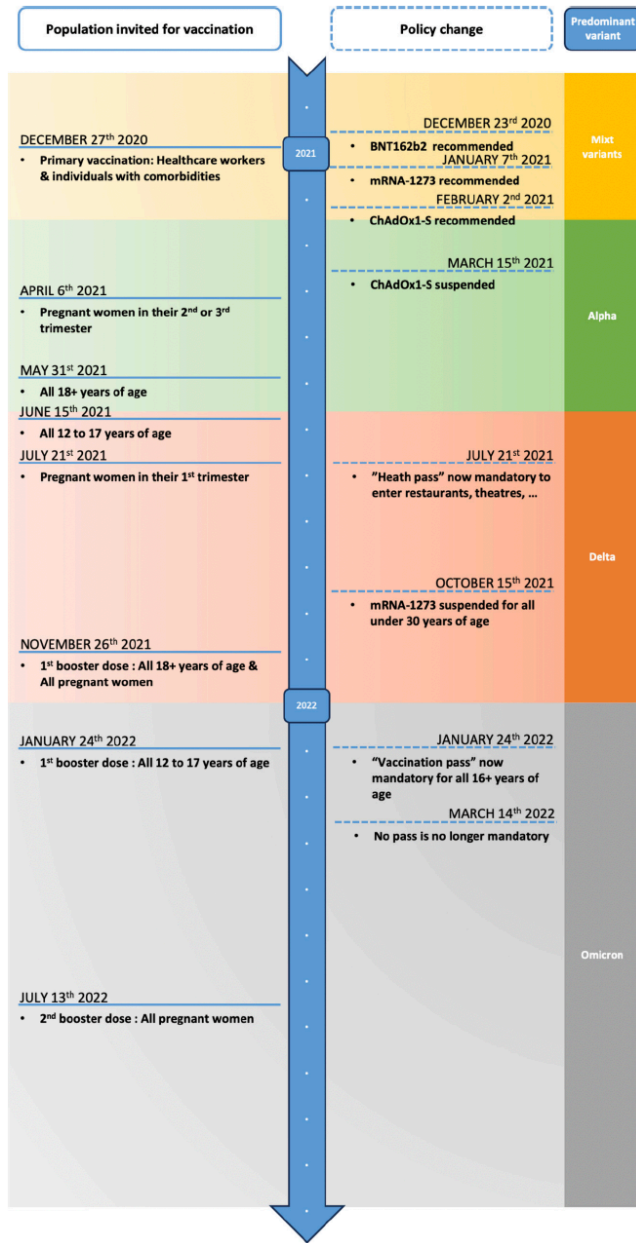 Population invited for vaccination
Policy change
Predominant
variant
DECEMBER 23rd 2020
• BNT162b2 recommended
DECEMBER 27th 2020
• Primary vaccination: Healthcare workers
& individuals with comorbidities
2021
Mixt
variants
JANUARY 7th 2021
• mRNA-1273 recommended
FEBRUARY 2nd 2021
• ChAdOx1-S recommended
MARCH 15th 2021
• ChAdOx1-S suspended
APRIL 6th 2021
• Pregnant women in their 2nd or 3rd
trimester
Alpha
MAY 31st 2021
• All 18+ years of age
JUNE 15th 2021
• All 12 to 17 years of age
JULY 21st 2021
• Pregnant women in their 1st trimester
JULY 21st 2021
• ”Heath pass” now mandatory to
enter restaurants, theatres, ...
Delta
OCTOBER 15th 2021
• mRNA-1273 suspended for all
under 30 years of age
NOVEMBER 26th 2021
• 1st booster dose : All 18+ years of age &
All pregnant women
2022
JANUARY 24th 2022
• 1st booster dose : All 12 to 17 years of age
JANUARY 24th 2022
• “Vaccination pass” now
mandatory for all 16+ years of
age
MARCH 14th 2022
• No pass is no longer mandatory
Omicron
JULY 13th 2022
• 2nd booster dose : All pregnant women